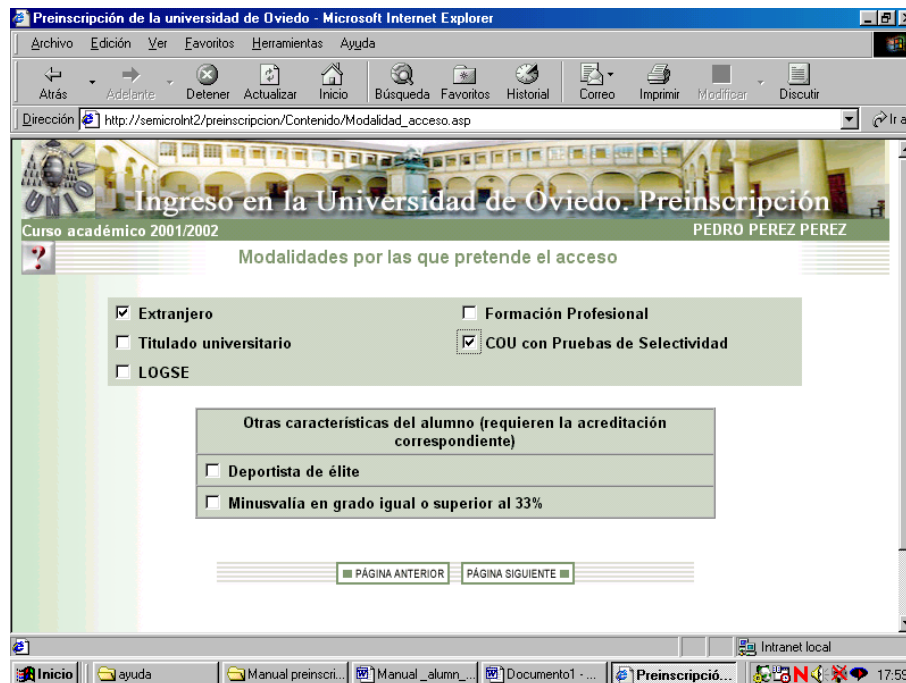 Preinscripción de la universidad de Oviedo - Microsoft Internet Explorer
Archivo Edición Ver Favoritos Herramientas Ayuda
Atrás Adelante Detener Actualizar Inicio Búsqueda Favoritos Historial Correo Imprimir Modificar Discutir
Dirección http://semicrolnt2/preinscripcion/Contenido/Modalidad_acceso.asp Ir a
UNIO
Ingreso en la Universidad de Oviedo. Preinscripción
Curso académico 2001/2002 PEDRO PEREZ PEREZ
? Modalidades por las que pretende el acceso
Extranjero Formación Profesional
Titulado universitario COU con Pruebas de Selectividad
LOGSE
Otras características del alumno (requieren la acreditación
correspondiente)
Deportista de élite
Minusvalía en grado igual o superior al 33%
PÁGINA ANTERIOR PÁGINA SIGUIENTE
Intranet local
Inicio ayuda Manual preinscri... Manual _alumn_... Documento1 - ... Preinscripció... N 17:59